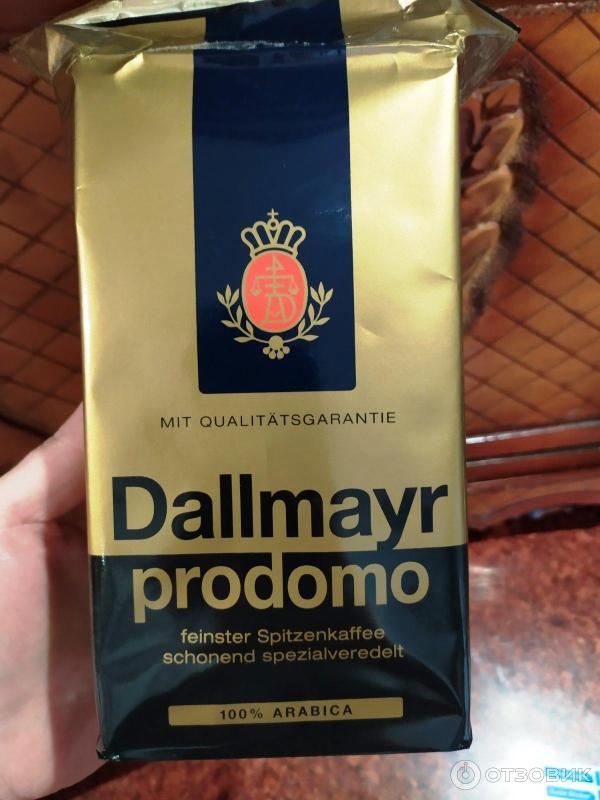 MIT QUALITÄTSGARANTIE
Dallmayr
prodomo
feinster Spitzenkaffee
schonend spezialveredelt
100% ARABICA
ОТЗОВИК